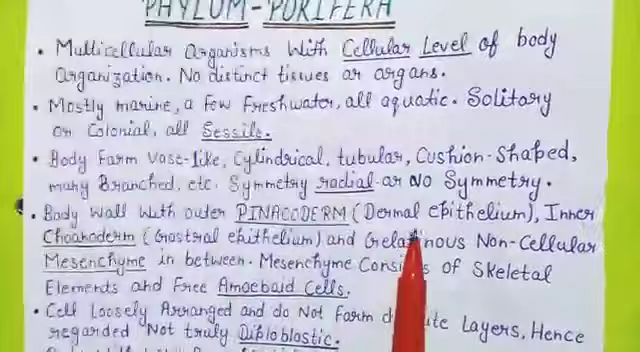 PHYLUM-PORIFERA
• Multicellular Organisms With Cellular Level of body
Organization. No distinct tissues or organs.
• Mostly marine, a few freshwater, all aquatic. Solitary
or Colonial, all Sessile.
• Body Form Vase-like, Cylindrical, tubular, Cushion-Shaped,
many Branched, etc. Symmetry radial or No Symmetry.
• Body Wall With outer PINACODERM (Dermal epithelium), Inner
Choanoderm (Gastral epithelium) and Gelatinous Non-Cellular
Mesenchyme in between. Mesenchyme of Skeletal
Elements and Free Amoeboid Cells.
• Cell Loosely Arranged and do Not Form Layers, Hence
regarded Not truly Diploblastic.